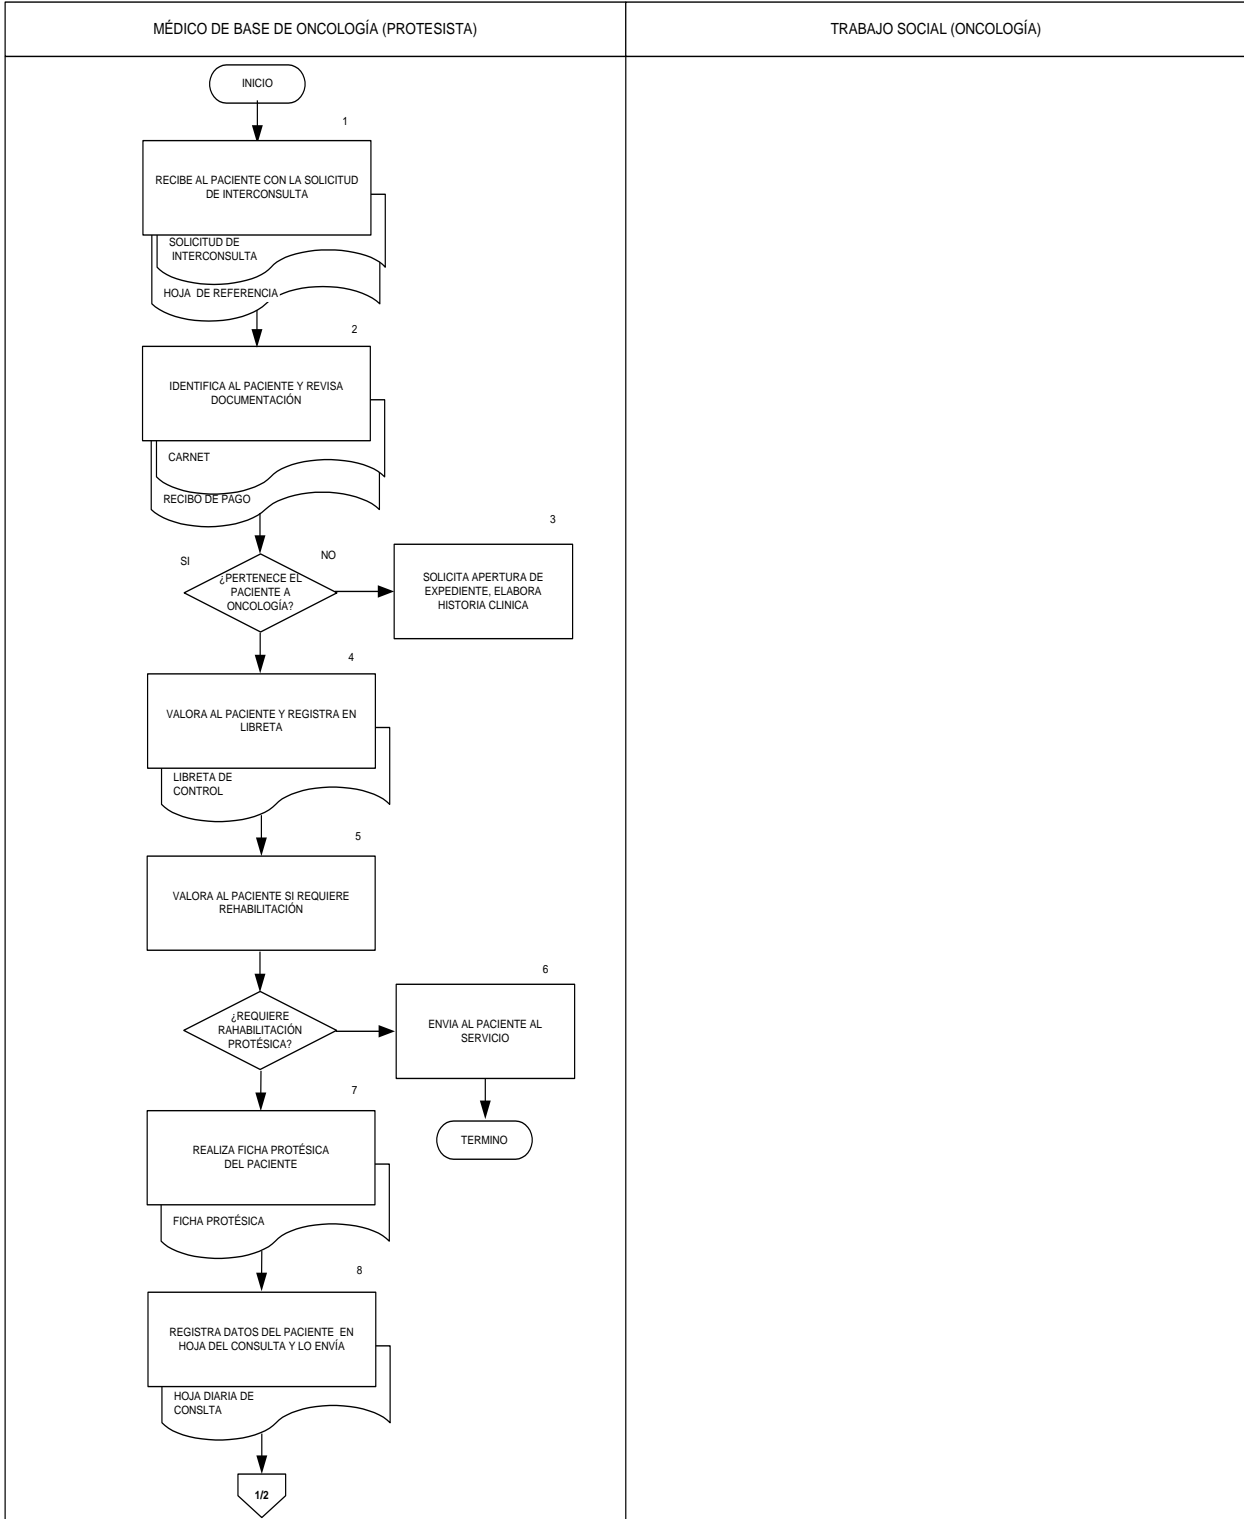 MÉDICO DE BASE DE ONCOLOGÍA (PROTESISTA)
TRABAJO SOCIAL (ONCOLOGÍA)
INICIO
1
RECIBE AL PACIENTE CON LA SOLICITUD
DE INTERCONSULTA
SOLICITUD DE
INTERCONSULTA
HOJA DE REFERENCIA
2
IDENTIFICA AL PACIENTE Y REVISA
DOCUMENTACIÓN
CARNET
RECIBO DE PAGO
3
SI
NO
¿PERTENECE EL
PACIENTE A
ONCOLOGÍA?
SOLICITA APERTURA DE
EXPEDIENTE, ELABORA
HISTORIA CLINICA
4
VALORA AL PACIENTE Y REGISTRA EN
LIBRETA
LIBRETA DE
CONTROL
5
VALORA AL PACIENTE SI REQUIERE
REHABILITACIÓN
6
¿REQUIERE
RAHABILITACIÓN
PROTÉSICA?
ENVIA AL PACIENTE AL
SERVICIO
7
TERMINO
REALIZA FICHA PROTÉSICA
DEL PACIENTE
FICHA PROTÉSICA
8
REGISTRA DATOS DEL PACIENTE EN
HOJA DEL CONSULTA Y LO ENVÍA
HOJA DIARIA DE
CONSLTA
1/2